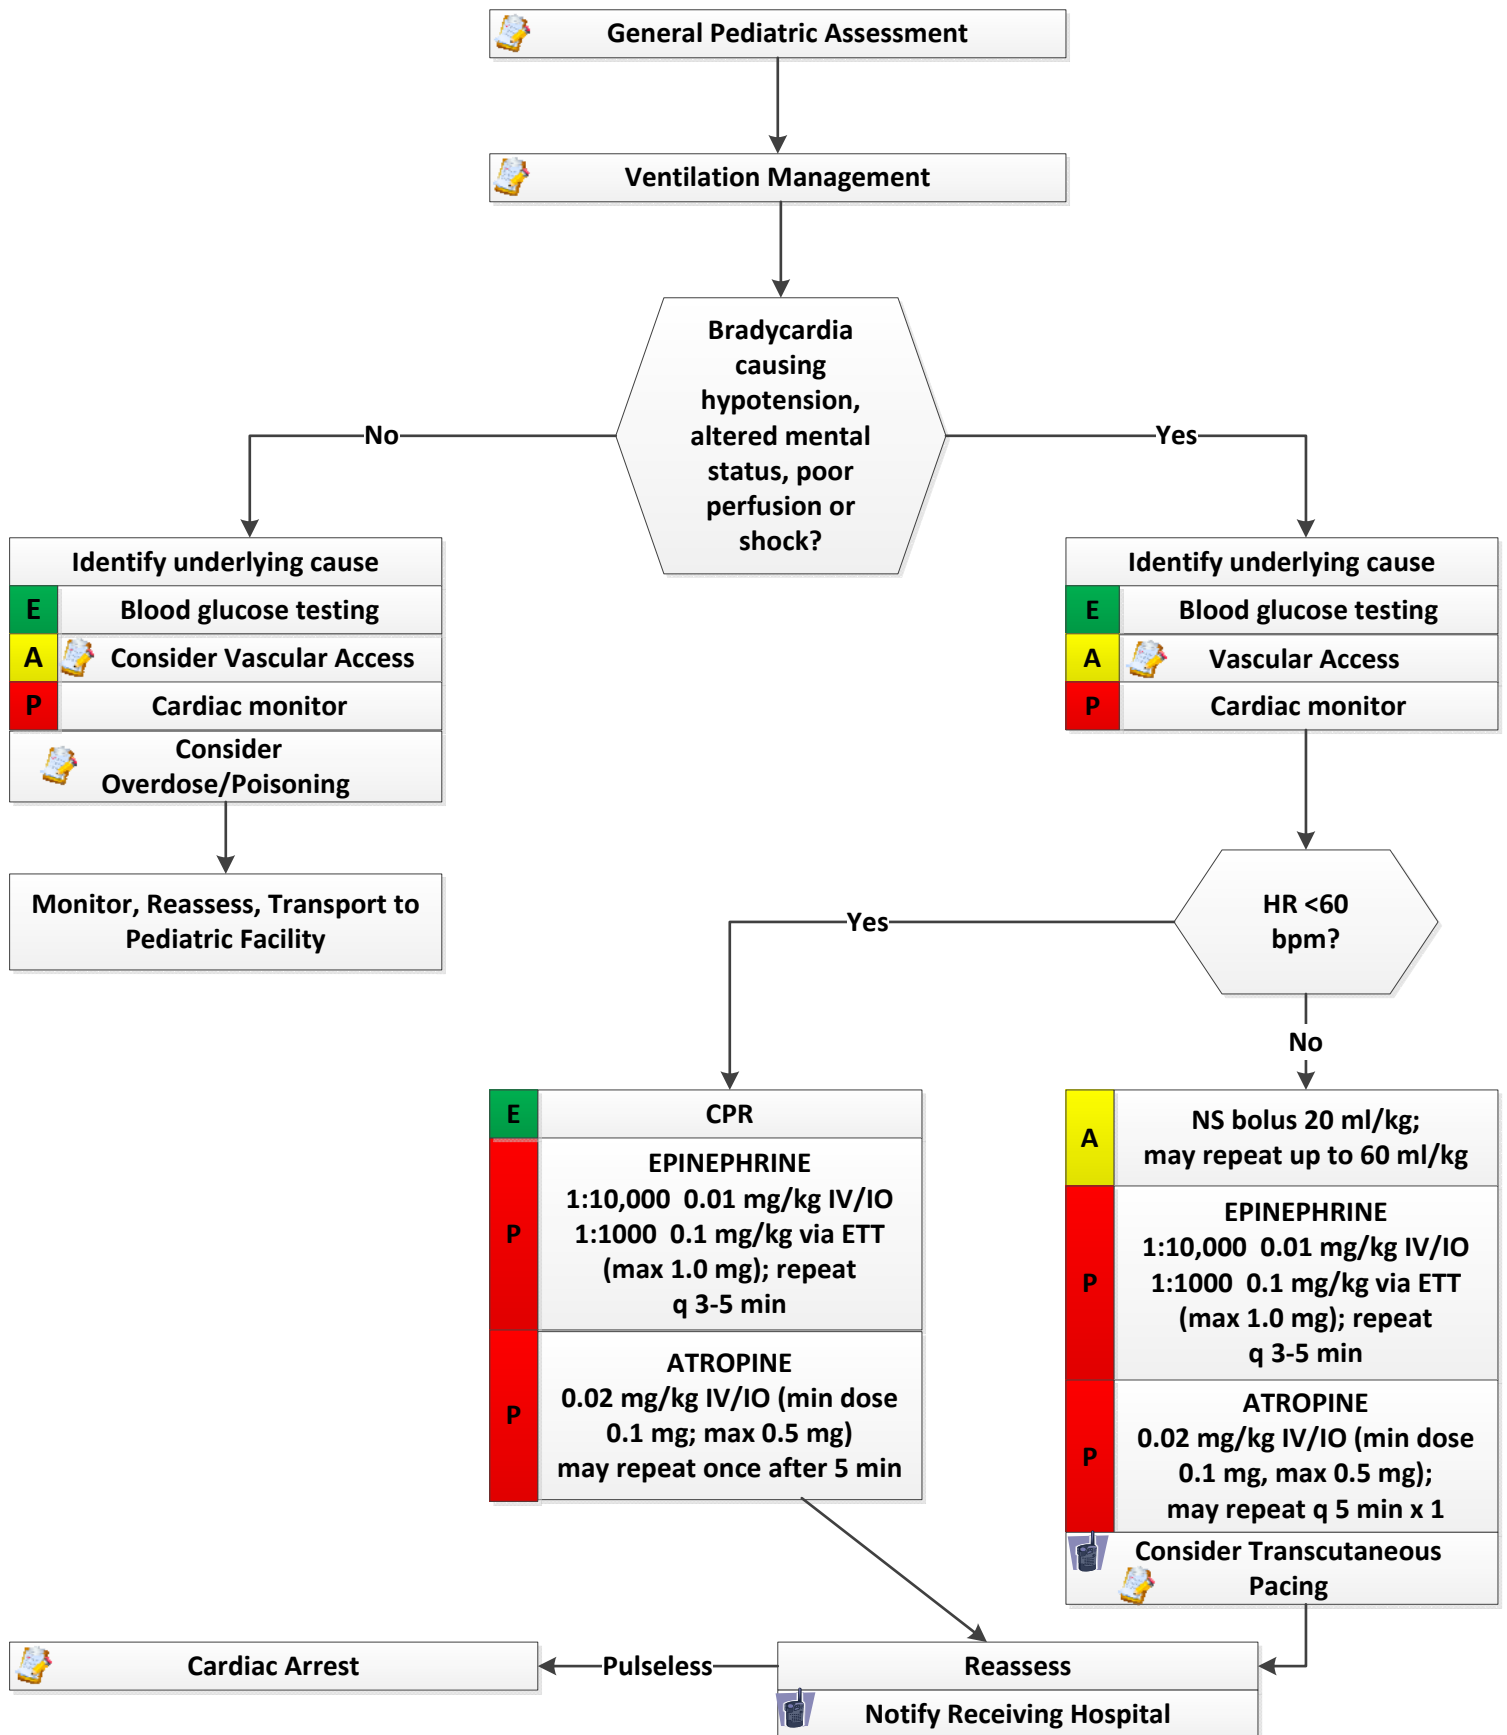 General Pediatric Assessment
Ventilation Management
Bradycardia
causing
hypotension,
altered mental
status, poor
perfusion or
shock?
No
Yes
Identify underlying cause
E Blood glucose testing
A Consider Vascular Access
P Cardiac monitor
Consider
Overdose/Poisoning
Monitor, Reassess, Transport to
Pediatric Facility
Identify underlying cause
E Blood glucose testing
A Vascular Access
P Cardiac monitor
HR <60
bpm?
Yes
No
E CPR
P
EPINEPHRINE
1:10,000 0.01 mg/kg IV/IO
1:1000 0.1 mg/kg via ETT
(max 1.0 mg); repeat
q 3-5 min
P
ATROPINE
0.02 mg/kg IV/IO (min dose
0.1 mg; max 0.5 mg)
may repeat once after 5 min
A
NS bolus 20 ml/kg;
may repeat up to 60 ml/kg
P
EPINEPHRINE
1:10,000 0.01 mg/kg IV/IO
1:1000 0.1 mg/kg via ETT
(max 1.0 mg); repeat
q 3-5 min
P
ATROPINE
0.02 mg/kg IV/IO (min dose
0.1 mg, max 0.5 mg);
may repeat q 5 min x 1
Consider Transcutaneous
Pacing
Cardiac Arrest
Pulseless
Reassess
Notify Receiving Hospital